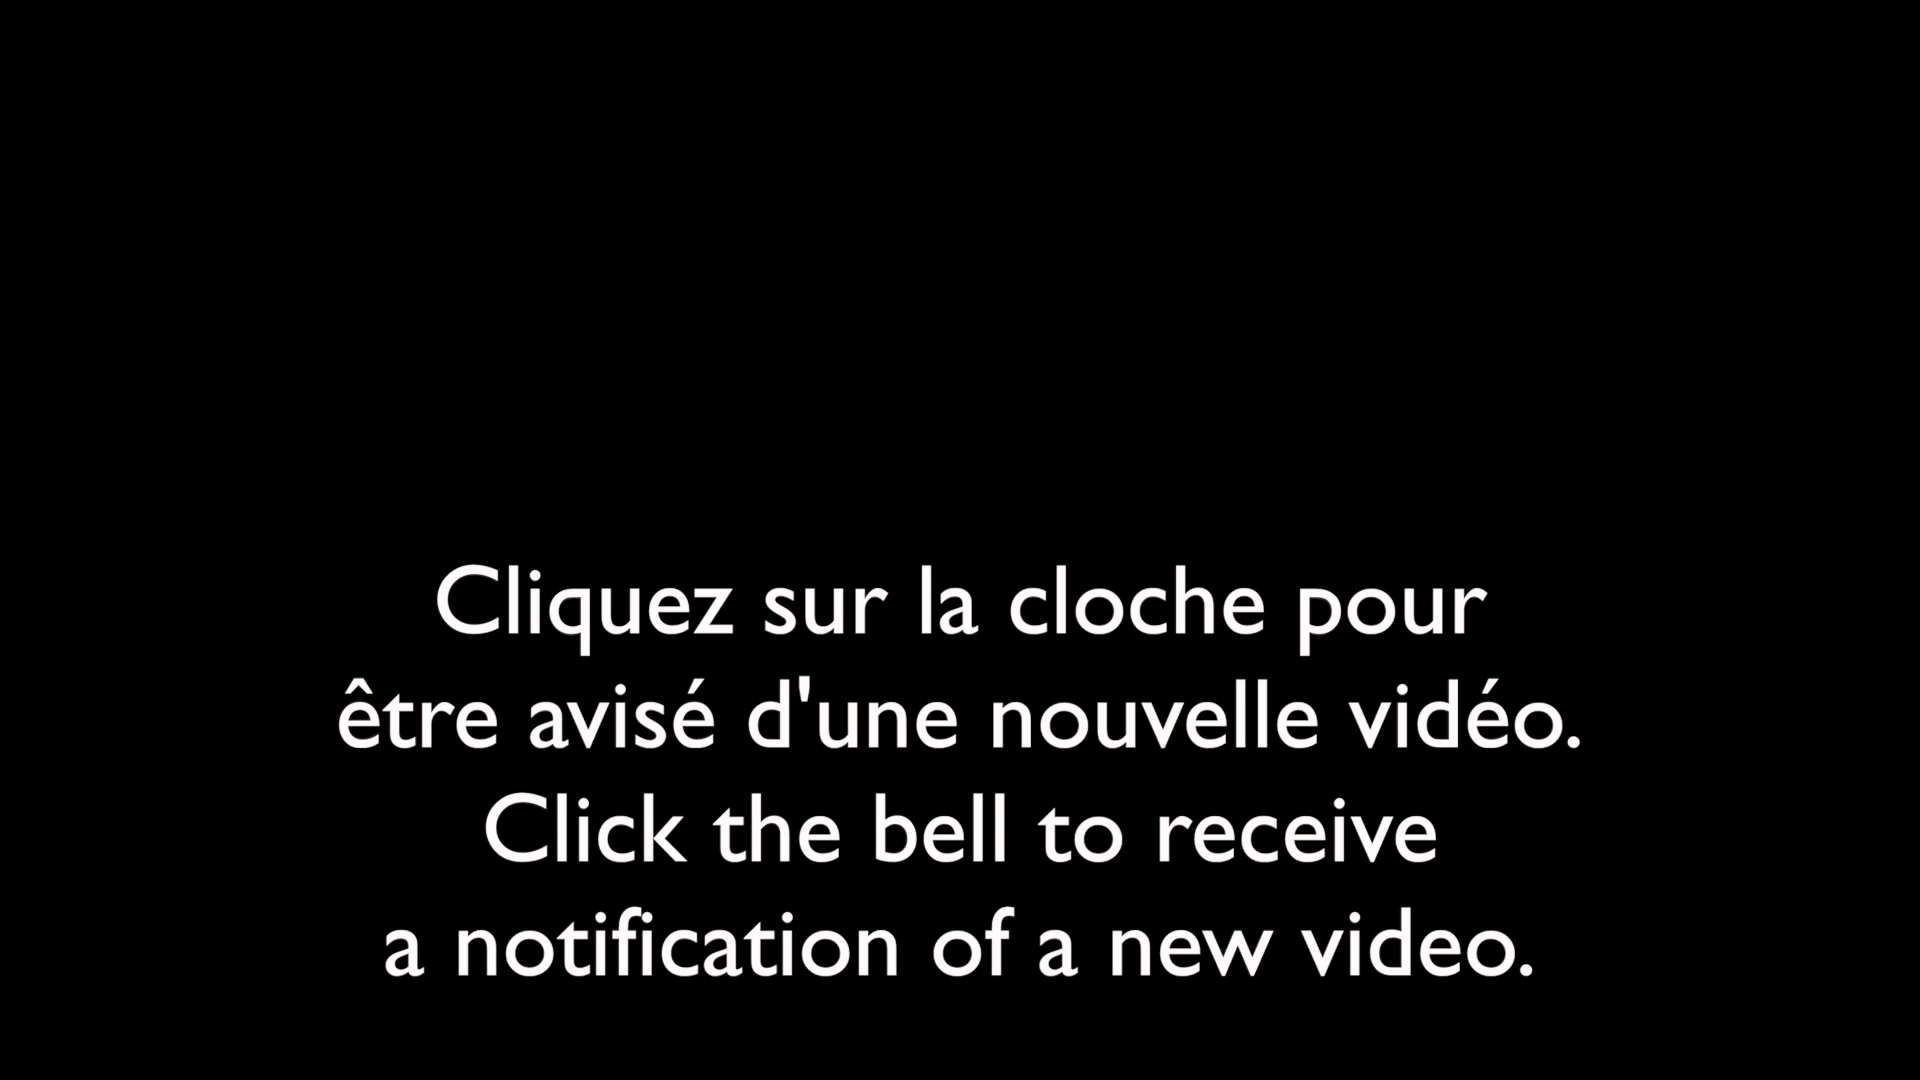 Cliquez sur la cloche pour
être avisé d'une nouvelle vidéo.
Click the bell to receive
a notification of a new video.